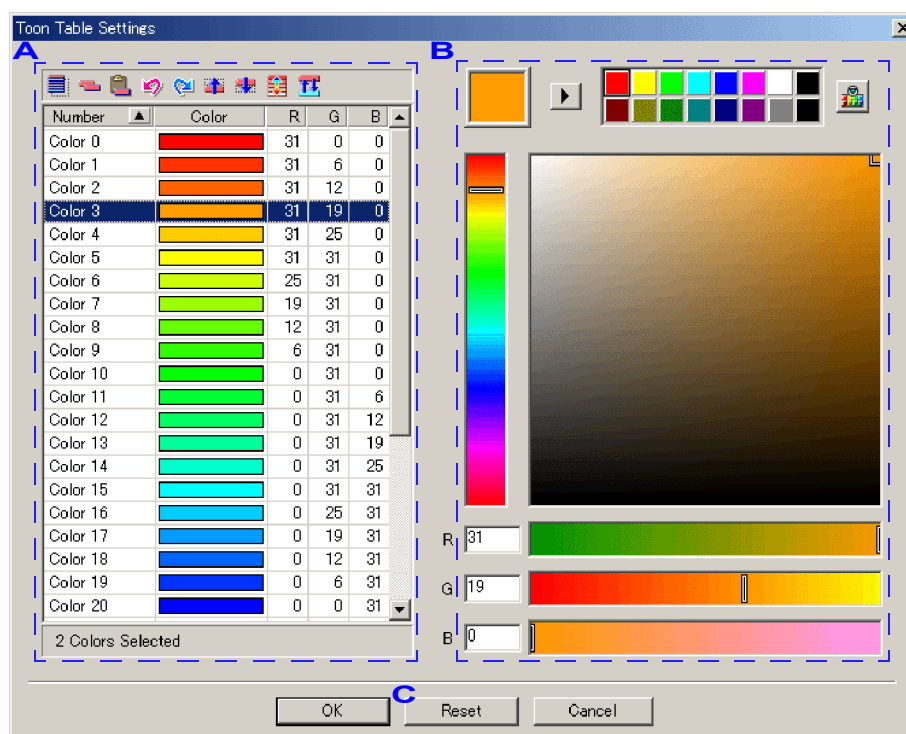 Toon Table Settings
A
B
Number Color R G B
Color 0 31 0 0
Color 1 31 6 0
Color 2 31 12 0
Color 3 31 19 0
Color 4 31 25 0
Color 5 31 31 0
Color 6 25 31 0
Color 7 19 31 0
Color 8 12 31 0
Color 9 6 31 0
Color 10 0 31 0
Color 11 0 31 6
Color 12 0 31 12
Color 13 0 31 19
Color 14 0 31 25
Color 15 0 31 31
Color 16 0 25 31
Color 17 0 19 31
Color 18 0 12 31
Color 19 0 6 31
Color 20 0 0 31
2 Colors Selected
R 31
G 19
B 0
C
OK
Reset
Cancel